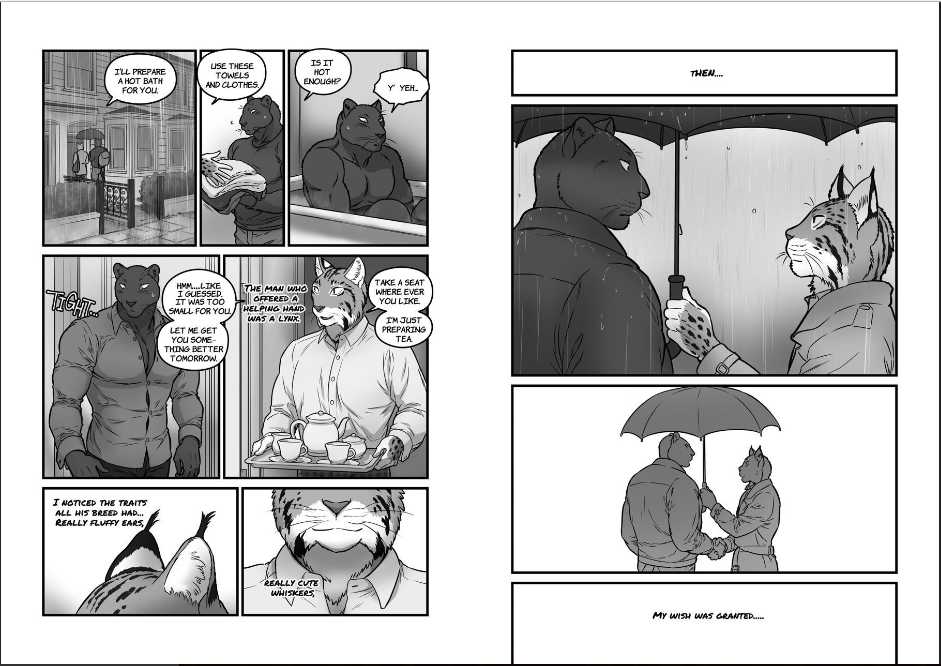 I'LL PREPARE
A HOT BATH
FOR YOU.
USE THESE
TOWELS
AND CLOTHES.
IS IT
HOT
ENOUGH?
Y' YEH..
TIGHT...
HMM....LIKE
I GUESSED.
IT WAS TOO
SMALL FOR YOU.
LET ME GET
YOU SOME-
THING BETTER
TOMORROW.
THE MAN WHO
OFFERED A
HELPING HAND
WAS A LYNX.
TAKE A SEAT
WHERE EVER
YOU LIKE.
I'M JUST
PREPARING
TEA.
I NOTICED THE TRAITS
ALL HIS BREED HAD...
REALLY FLUFFY EARS,
REALLY CUTE
WHISKERS,
THEN....
MY WISH WAS GRANTED.....